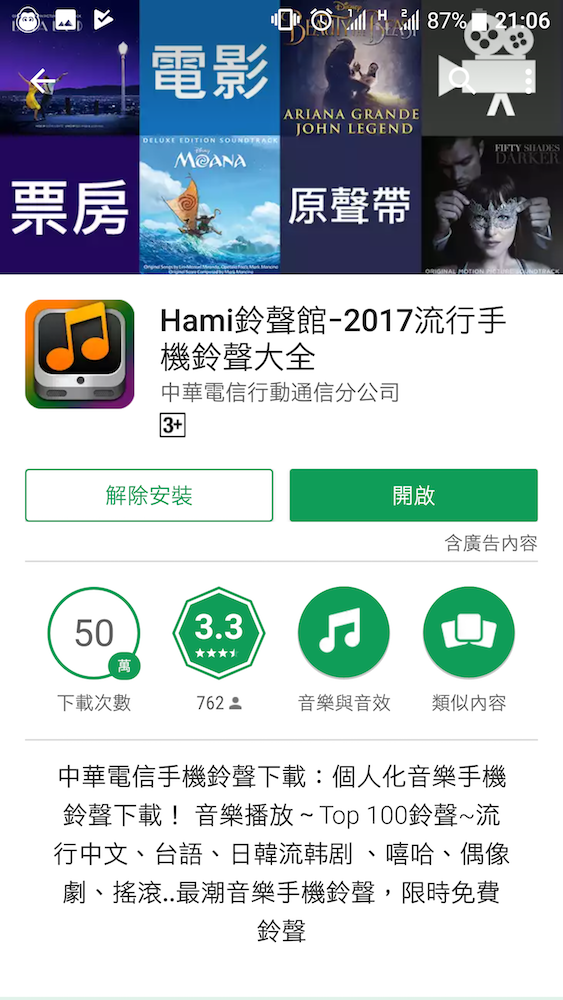 H
2
87%
21:06
電影
BEAUTY AND THE BEAST
Disney
ARIANA GRANDE
JOHN LEGEND
票房
DELUXE EDITION SOUNDTRACK
Disney
MOANA
原聲帶
FIFTY SHADES
DARKER
ORIGINAL MOTION PICTURE SOUNDTRACK
Hami鈴聲館-2017流行手
機鈴聲大全
中華電信行動通信分公司
3+
解除安裝
開啟
含廣告內容
50
萬
3.3
下載次數
762
音樂與音效
類似內容
中華電信手機鈴聲下載：個人化音樂手機
鈴聲下載！ 音樂播放～Top 100鈴聲~流
行中文、台語、日韓流韩剧 、嘻哈、偶像
劇、搖滾..最潮音樂手機鈴聲，限時免費
鈴聲